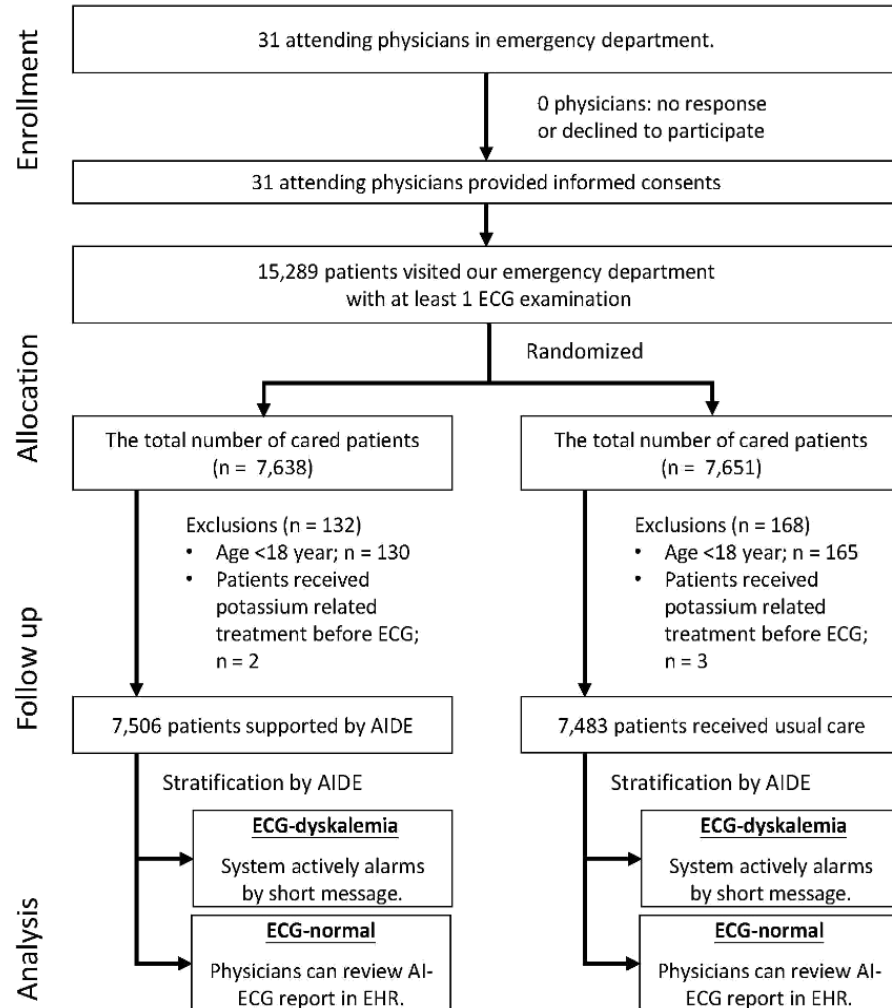 Enrollment
31 attending physicians in emergency department.
0 physicians: no response
or declined to participate
31 attending physicians provided informed consents
Allocation
15,289 patients visited our emergency department
with at least 1 ECG examination
Randomized
The total number of cared patients
(n = 7,638)
The total number of cared patients
(n = 7,651)
Follow up
Exclusions (n = 132)
• Age <18 year; n = 130
• Patients received
potassium related
treatment before ECG;
n = 2
Exclusions (n = 168)
• Age <18 year; n = 165
• Patients received
potassium related
treatment before ECG;
n = 3
7,506 patients supported by AIDE
7,483 patients received usual care
Analysis
Stratification by AIDE
ECG-dyskalemia
System actively alarms
by short message.
ECG-normal
Physicians can review AI-
ECG report in EHR.
Stratification by AIDE
ECG-dyskalemia
System actively alarms
by short message.
ECG-normal
Physicians can review AI-
ECG report in EHR.